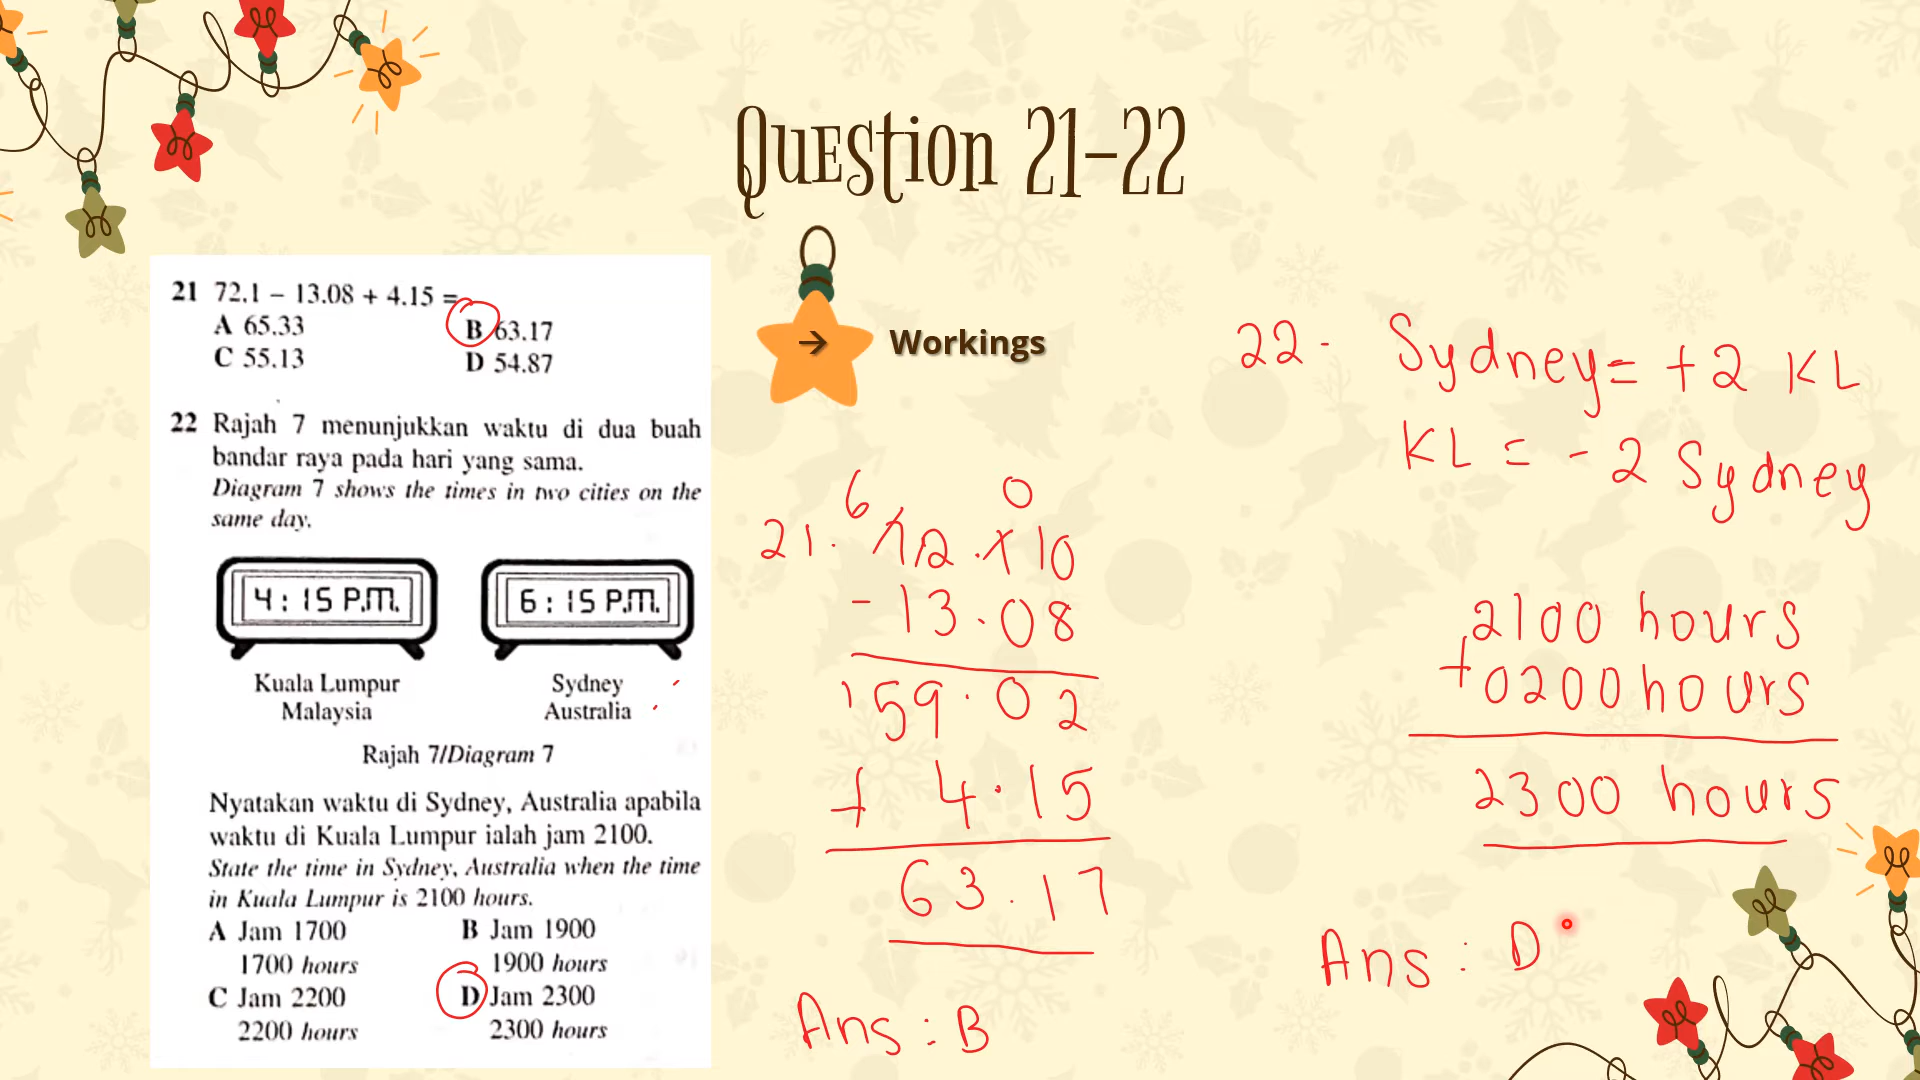 Question 21-22
21 72.1 − 13.08 + 4.15 =
A 65.33 B 63.17
C 55.13 D 54.87
22 Rajah 7 menunjukkan waktu di dua buah
bandar raya pada hari yang sama.
Diagram 7 shows the times in two cities on the
same day.
4:15 P.M. 6:15 P.M.
Kuala Lumpur Sydney
Malaysia Australia
Rajah 7/Diagram 7
Nyatakan waktu di Sydney, Australia apabila
waktu di Kuala Lumpur ialah jam 2100.
State the time in Sydney, Australia when the time
in Kuala Lumpur is 2100 hours.
A Jam 1700 B Jam 1900
1700 hours 1900 hours
C Jam 2200 D Jam 2300
2200 hours 2300 hours
→ Workings
6 0
21. 72.1 10
- 13.08
159.02
+ 4.15
63.17
Ans : B
22. Sydney = +2 KL
KL = -2 Sydney
2100 hours
+ 0200 hours
2300 hours
Ans : D